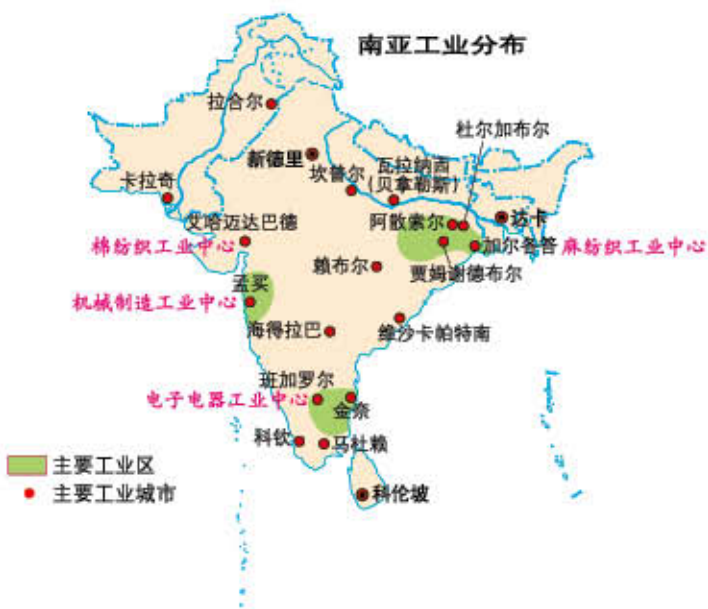 南亚工业分布
拉合尔
杜尔加布尔
新德里
坎普尔
瓦拉纳西
(贝拿勒斯)
卡拉奇
艾哈迈达巴德
阿散索尔
达卡
棉纺织工业中心
加尔各答
麻纺织工业中心
赖布尔
贾姆谢德布尔
孟买
机械制造工业中心
海得拉巴
维沙卡帕特南
班加罗尔
电子电器工业中心
金奈
科钦
马杜赖
主要工业区
主要工业城市
科伦坡